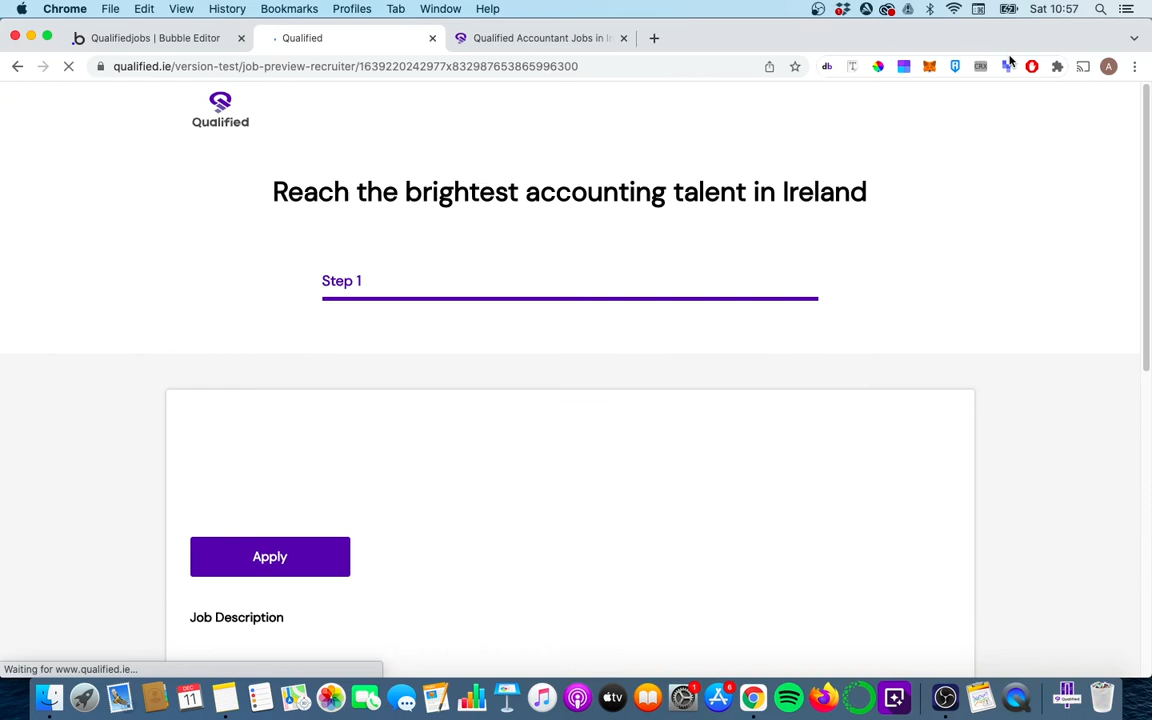 Chrome File Edit View History Bookmarks Profiles Tab Window Help Sat 10:57
Qualifiedjobs | Bubble Editor Qualified Qualified Accountant Jobs in Ir
qualified.ie/version-test/job-preview-recruiter/1639220242977x832987653865996300
Qualified
Reach the brightest accounting talent in Ireland
Step 1
Apply
Job Description
Waiting for www.qualified.ie...